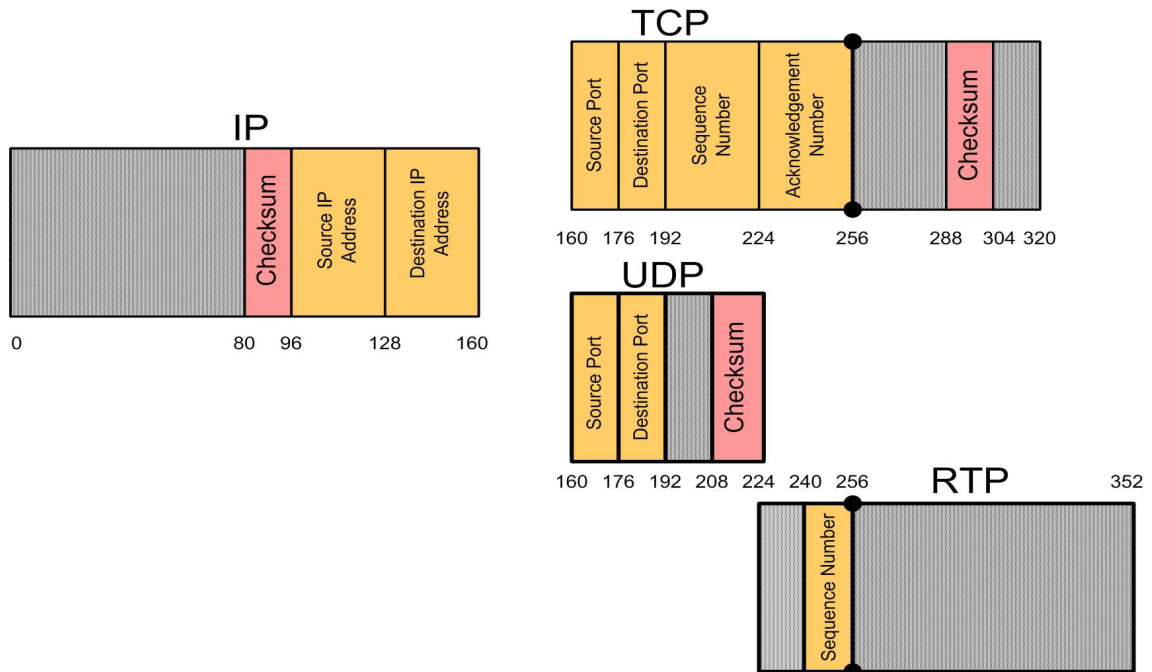 TCP
Source Port
Destination Port
Sequence
Number
Acknowledgement
Number
Checksum
160 176 192 224 256 288 304 320
IP
Checksum
Source IP
Address
Destination IP
Address
0 80 96 128 160
UDP
Source Port
Destination Port
Checksum
160 176 192 208 224 240 256 352
RTP
Sequence Number